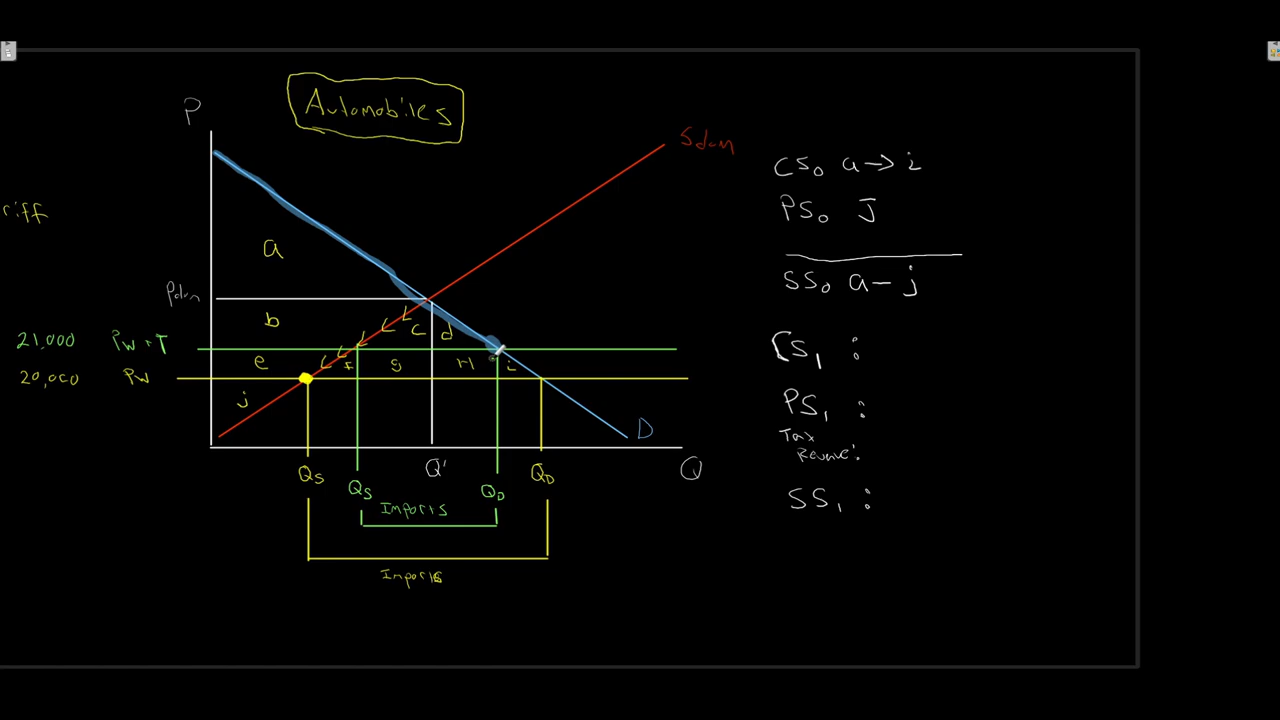 Automobiles
P
Sdom
riff
a
Pdom
b
c
d
21,000 PW+T
e
f
g
H
i
20,000 PW
j
D
Q
QS
QS
Q'
QD
QD
Imports
Imports
CS0 a→i
PS0 J
SS0 a-j
CS1 :
PS1 :
Tax
SS1 :